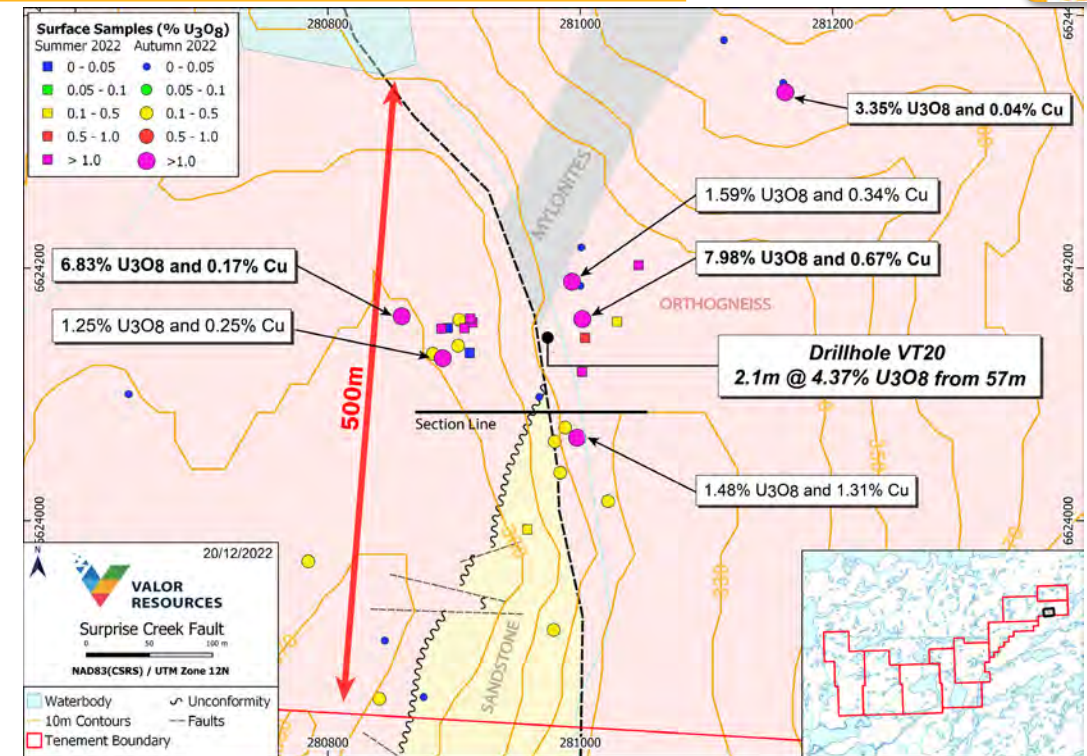 280800
281000
281200
66244
Surface Samples (% U3O8)
Summer 2022 Autumn 2022
0 - 0.05 0 - 0.05
0.05 - 0.1 0.05 - 0.1
0.1 - 0.5 0.1 - 0.5
0.5 - 1.0 0.5 - 1.0
> 1.0 >1.0
3.35% U3O8 and 0.04% Cu
MYLONITES
1.59% U3O8 and 0.34% Cu
6624200
6624200
6.83% U3O8 and 0.17% Cu
7.98% U3O8 and 0.67% Cu
ORTHOGNEISS
1.25% U3O8 and 0.25% Cu
Drillhole VT20
2.1m @ 4.37% U3O8 from 57m
500m
Section Line
350
1.48% U3O8 and 1.31% Cu
6624000
6624000
330
N
20/12/2022
VALOR
RESOURCES
Surprise Creek Fault
0 50 100 m
NAD83(CSRS) / UTM Zone 12N
SANDSTONE
Waterbody Unconformity
10m Contours Faults
Tenement Boundary
280800
281000